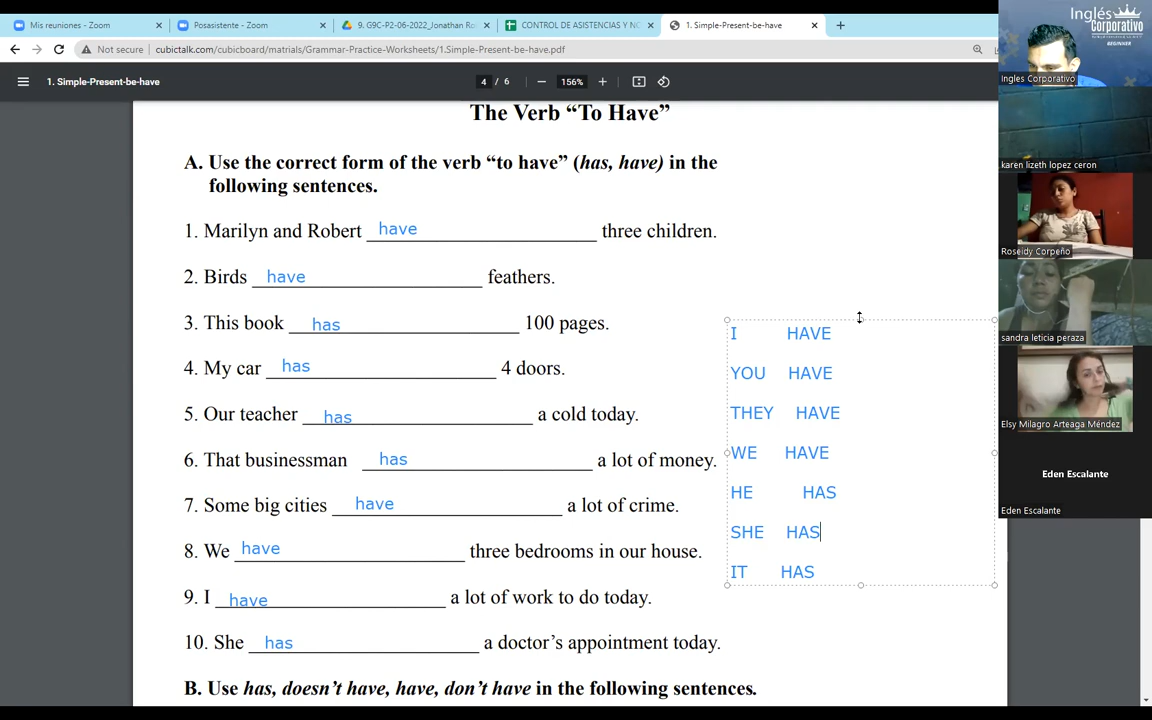 Mis reuniones - Zoom
Posasistente - Zoom
9. G9C-P2-06-2022_Jonathan Ro
CONTROL DE ASISTENCIAS Y NO
1. Simple-Present-be-have
Not secure
cubictalk.com/cubicboard/matrials/Grammar-Practice-Worksheets/1.Simple-Present-be-have.pdf
1. Simple-Present-be-have
4 / 6
156%
Inglés
Corporativo
BEGINNER
Ingles Corporativo
karen lizeth lopez ceron
Roseidy Corpeño
sandra leticia peraza
Elsy Milagro Arteaga Méndez
Eden Escalante
Eden Escalante
The Verb “To Have”
A. Use the correct form of the verb “to have” (has, have) in the
following sentences.
1. Marilyn and Robert have three children.
2. Birds have feathers.
3. This book has 100 pages.
4. My car has 4 doors.
5. Our teacher has a cold today.
6. That businessman has a lot of money.
7. Some big cities have a lot of crime.
8. We have three bedrooms in our house.
9. I have a lot of work to do today.
10. She has a doctor’s appointment today.
B. Use has, doesn’t have, have, don’t have in the following sentences.
I HAVE
YOU HAVE
THEY HAVE
WE HAVE
HE HAS
SHE HAS
IT HAS